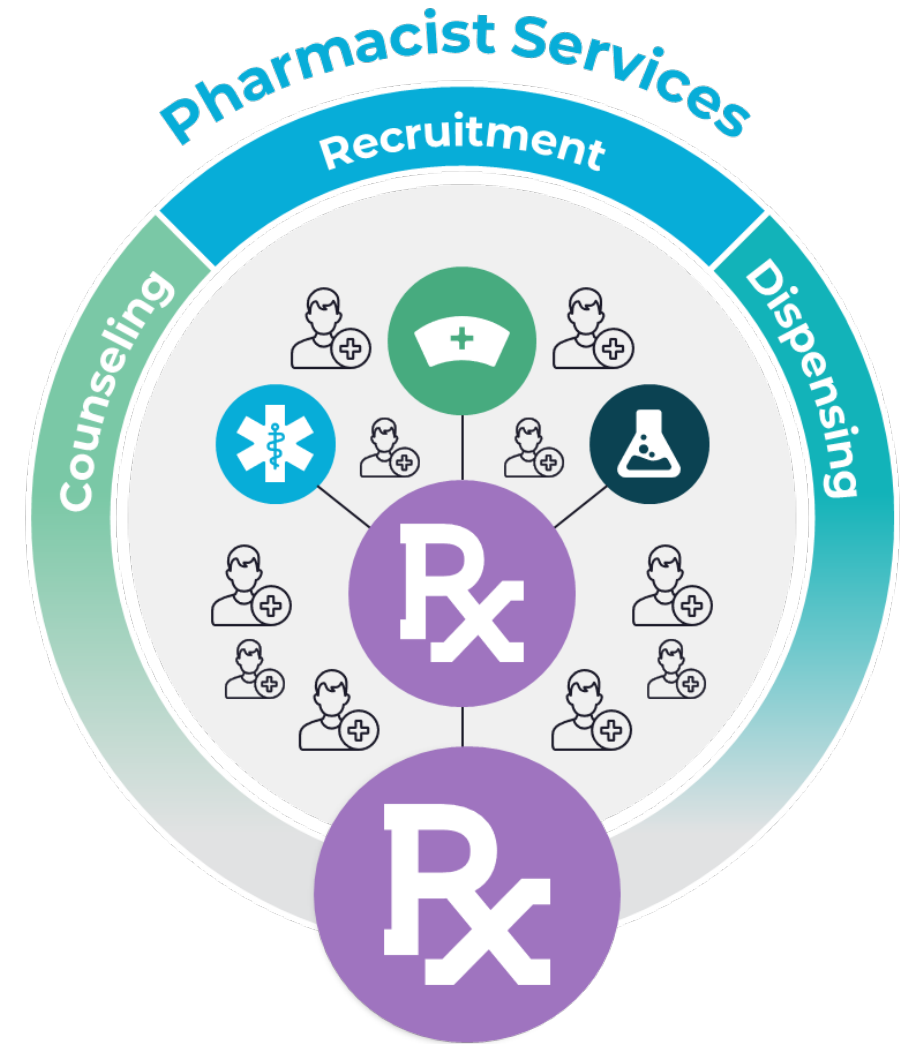 Pharmacist Services
Recruitment
Counseling
Dispensing
Rx
Rx